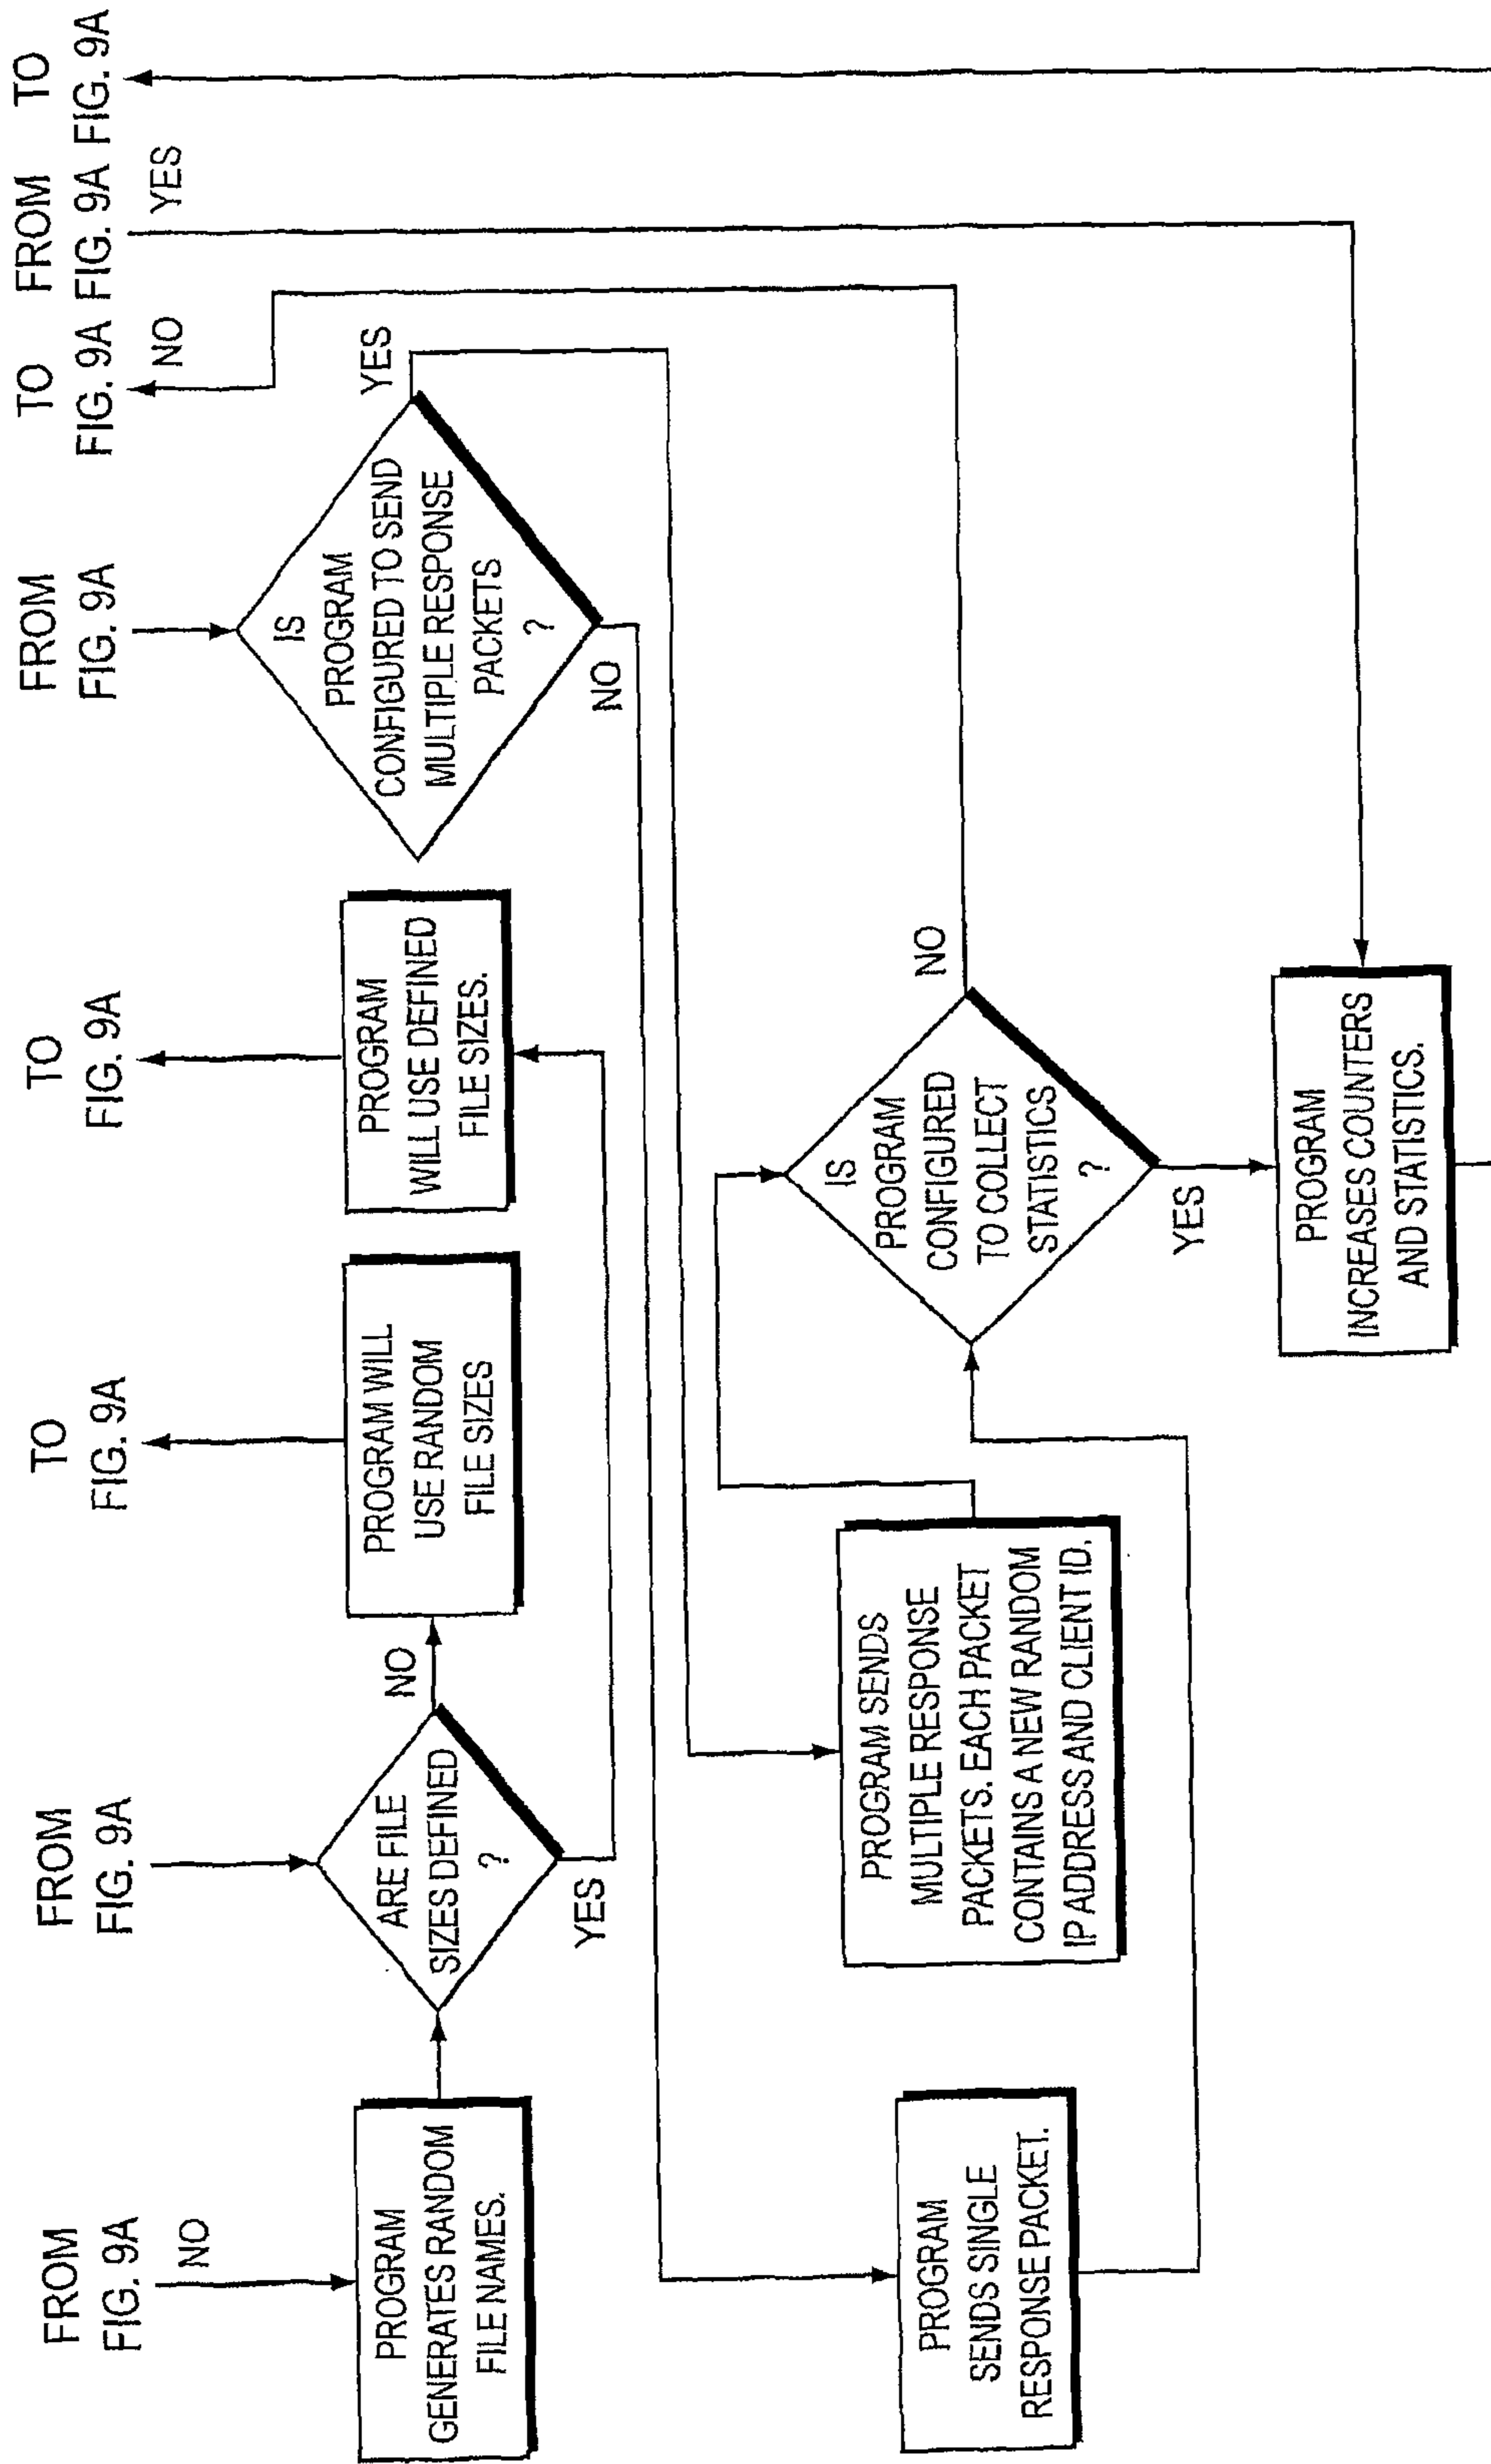 FROM
FIG. 9A
NO
FROM
FIG. 9A
TO
FIG. 9A
TO
FIG. 9A
FROM
FIG. 9A
TO
FIG. 9A
NO
FROM
FIG. 9A
YES
TO
FIG. 9A
PROGRAM
GENERATES RANDOM
FILE NAMES.
ARE FILE
SIZES DEFINED
?
NO
YES
PROGRAM WILL
USE RANDOM
FILE SIZES
PROGRAM
WILL USE DEFINED
FILE SIZES.
IS
PROGRAM
CONFIGURED TO SEND
MULTIPLE RESPONSE
PACKETS
?
YES
NO
PROGRAM
SENDS SINGLE
RESPONSE PACKET.
PROGRAM SENDS
MULTIPLE RESPONSE
PACKETS. EACH PACKET
CONTAINS A NEW RANDOM
IP ADDRESS AND CLIENT ID.
IS
PROGRAM
CONFIGURED
TO COLLECT
STATISTICS
?
NO
YES
PROGRAM
INCREASES COUNTERS
AND STATISTICS.